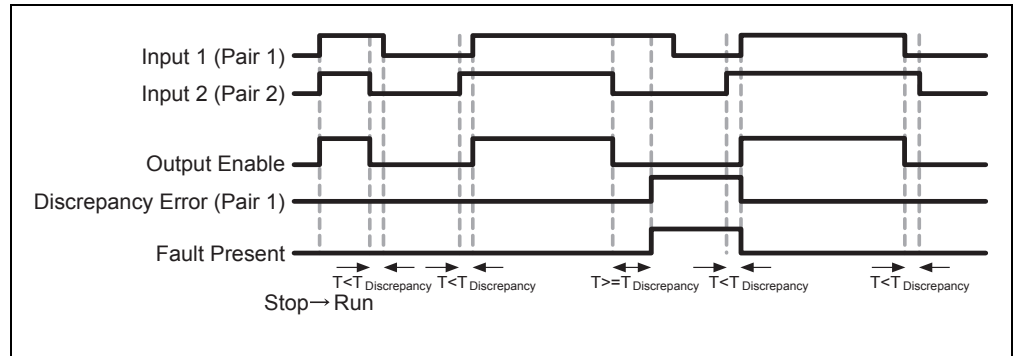 Input 1 (Pair 1)
Input 2 (Pair 2)
Output Enable
Discrepancy Error (Pair 1)
Fault Present
T<T Discrepancy T<T Discrepancy T>=T Discrepancy T<T Discrepancy T<T Discrepancy
Stop→Run